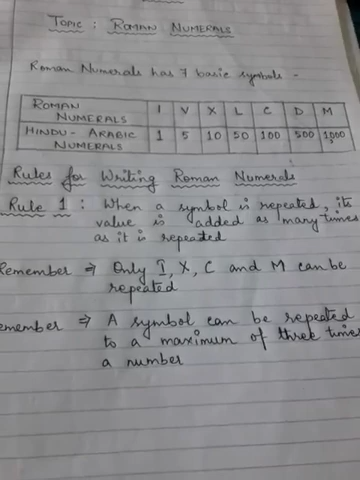 TOPIC: ROMAN NUMERALS
Roman Numerals has 7 basic symbols -
ROMAN NUMERALS I V X L C D M
HINDU-ARABIC NUMERALS 1 5 10 50 100 500 1,000
Rules for Writing Roman Numerals
Rule 1: When a symbol is repeated, its
value is added as many times
as it is repeated
Remember ⇒ Only I, X, C and M can be
repeated
emember ⇒ A symbol can be repeated
to a maximum of three times
a number